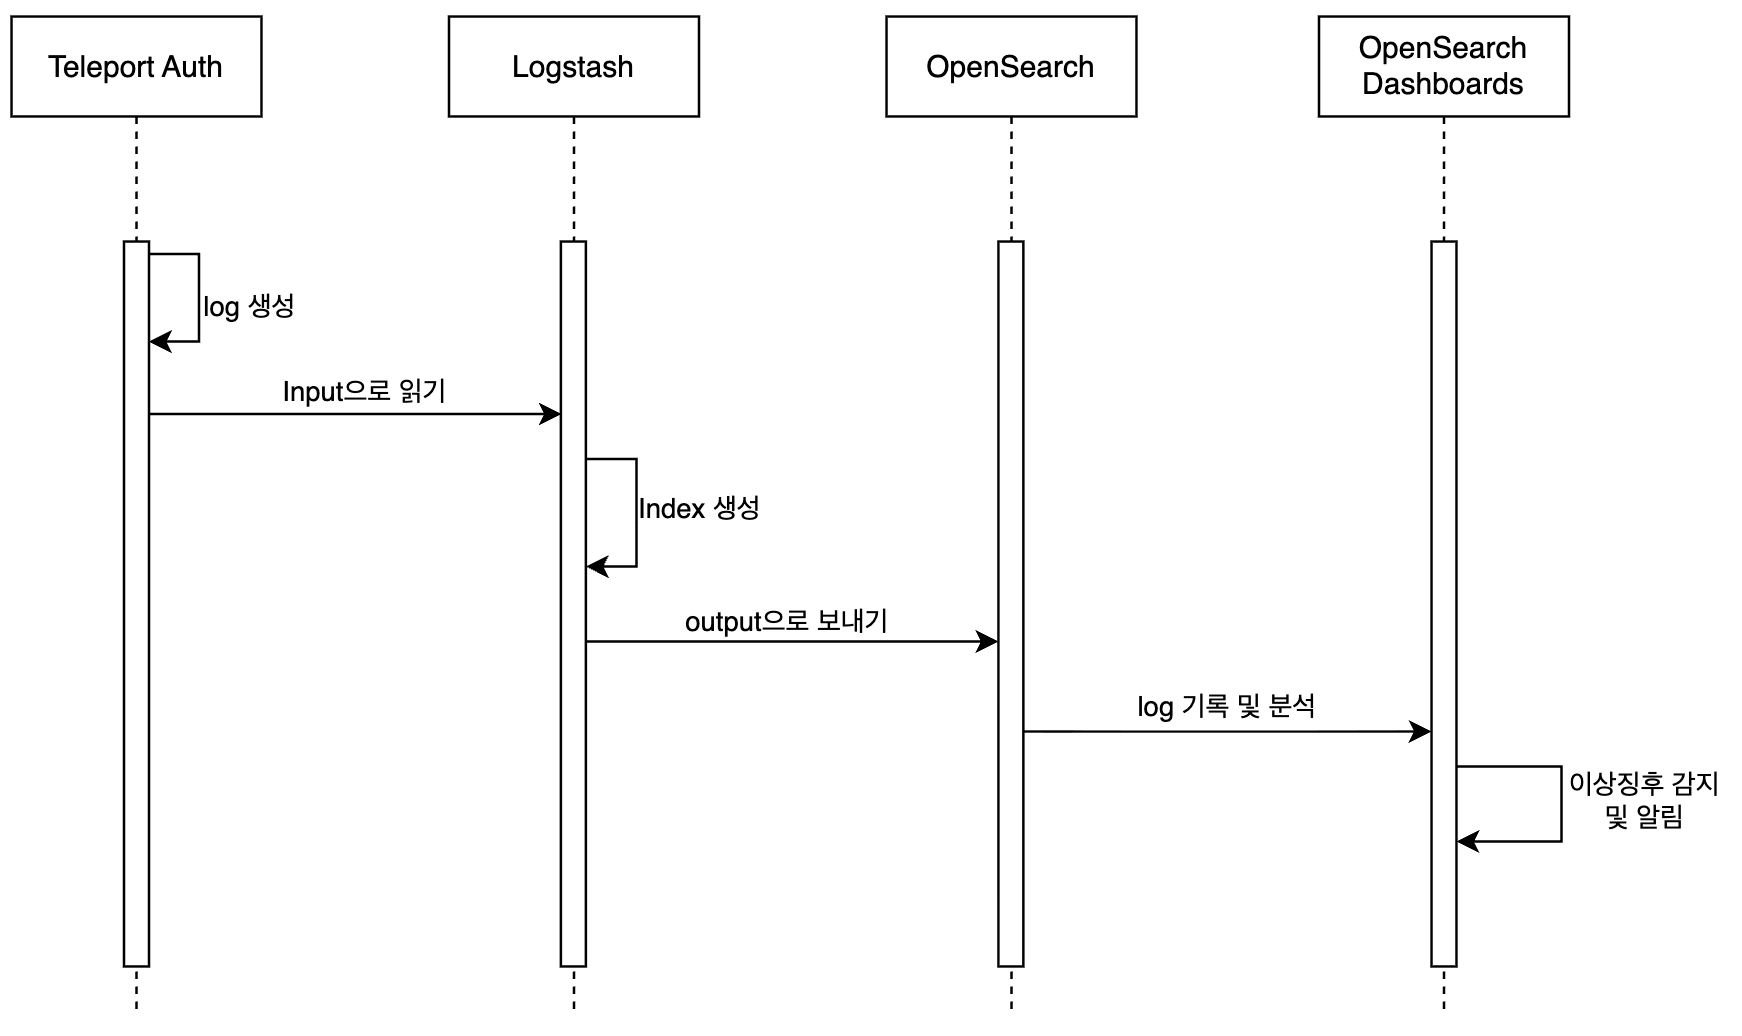 Teleport Auth
Logstash
OpenSearch
OpenSearch
Dashboards
log 생성
Input으로 읽기
Index 생성
output으로 보내기
log 기록 및 분석
이상징후 감지
및 알림